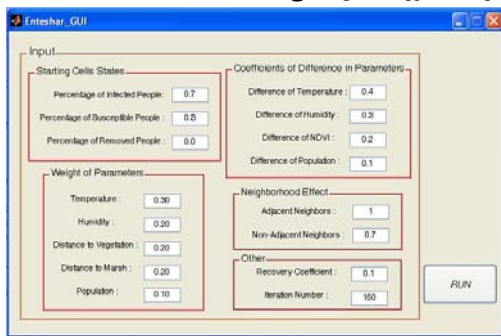 Enteshar_GUI
Input
Starting Cells States
Percentage of Infected People: 0.7
Percentage of Susceptible People : 0.3
Percentage of Removed People : 0.0
Weight of Parameters
Temperature : 0.30
Humidity : 0.20
Distance to Vegetation : 0.20
Distance to Marsh : 0.20
Population : 0.10
Coefficients of Difference in Parameters
Difference of Temperature : 0.4
Difference of Humidity : 0.3
Difference of NDVI : 0.2
Difference of Population : 0.1
Neighborhood Effect
Adjacent Neighbors : 1
Non-Adjacent Neighbors : 0.7
Other
Recovery Coefficient : 0.1
Iteration Number : 160
RUN